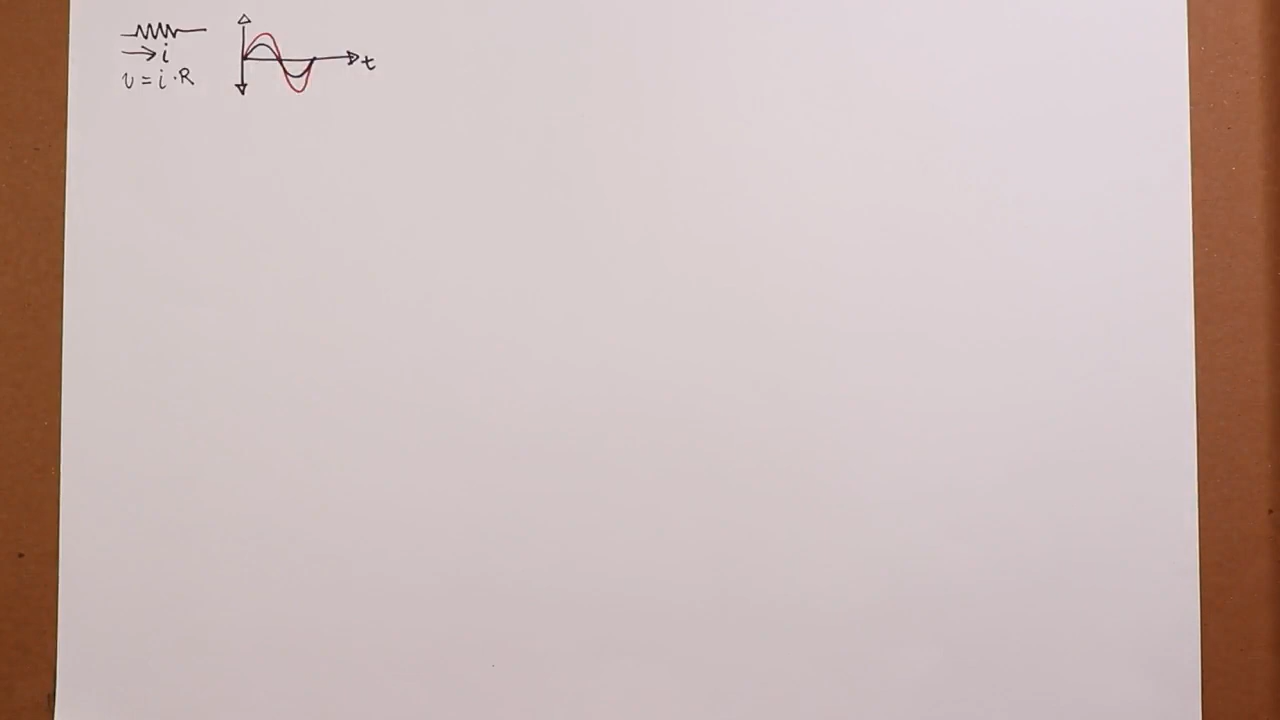 i
v = i · R
t